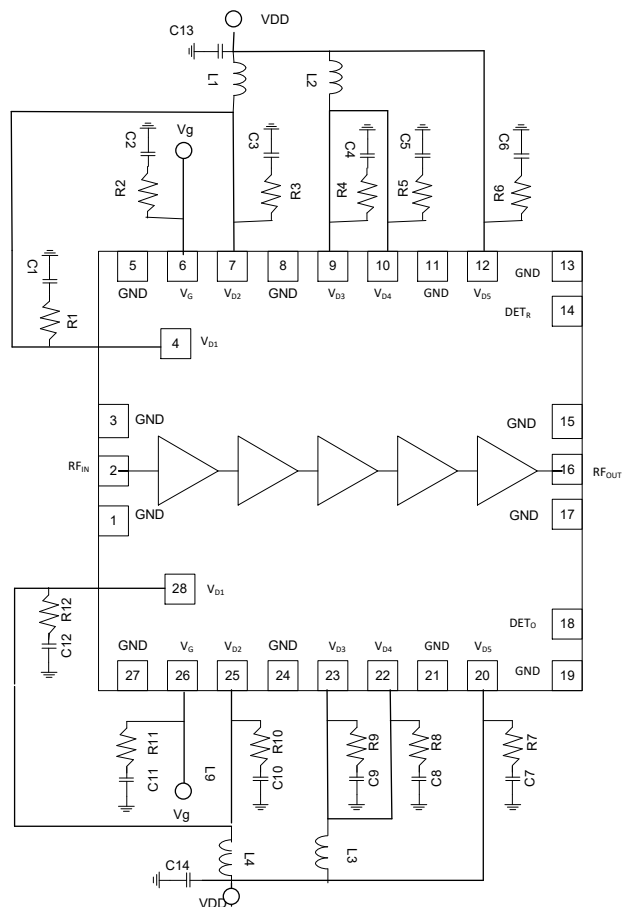 C13
VDD
L1
L2
C2
Vg
C3
C4
C5
C6
R2
R3
R4
R5
R6
C1
R1
5
6
7
8
9
10
11
12
GND
13
GND
VG
VD2
GND
VD3
VD4
GND
VD5
DETR
14
4
VD1
3
GND
GND
15
RFIN
2
16
RFOUT
1
GND
GND
17
28
VD1
R12
C12
DETO
18
GND
VG
VD2
GND
VD3
VD4
GND
VD5
GND
19
27
26
25
24
23
22
21
20
R11
C11
L9
R10
C10
R9
C9
R8
C8
R7
C7
Vg
C14
L4
L3
VDD